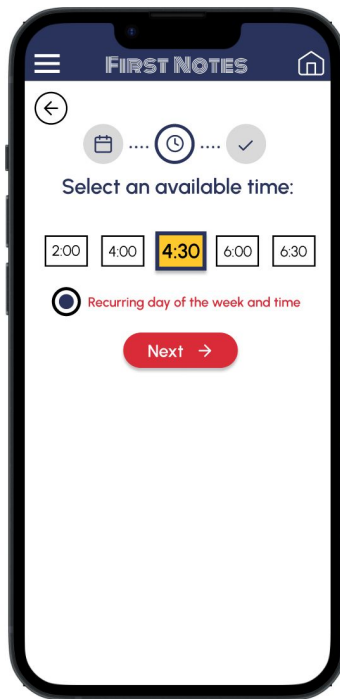 First Notes
Select an available time:
2:00 4:00 4:30 6:00 6:30
Recurring day of the week and time
Next →